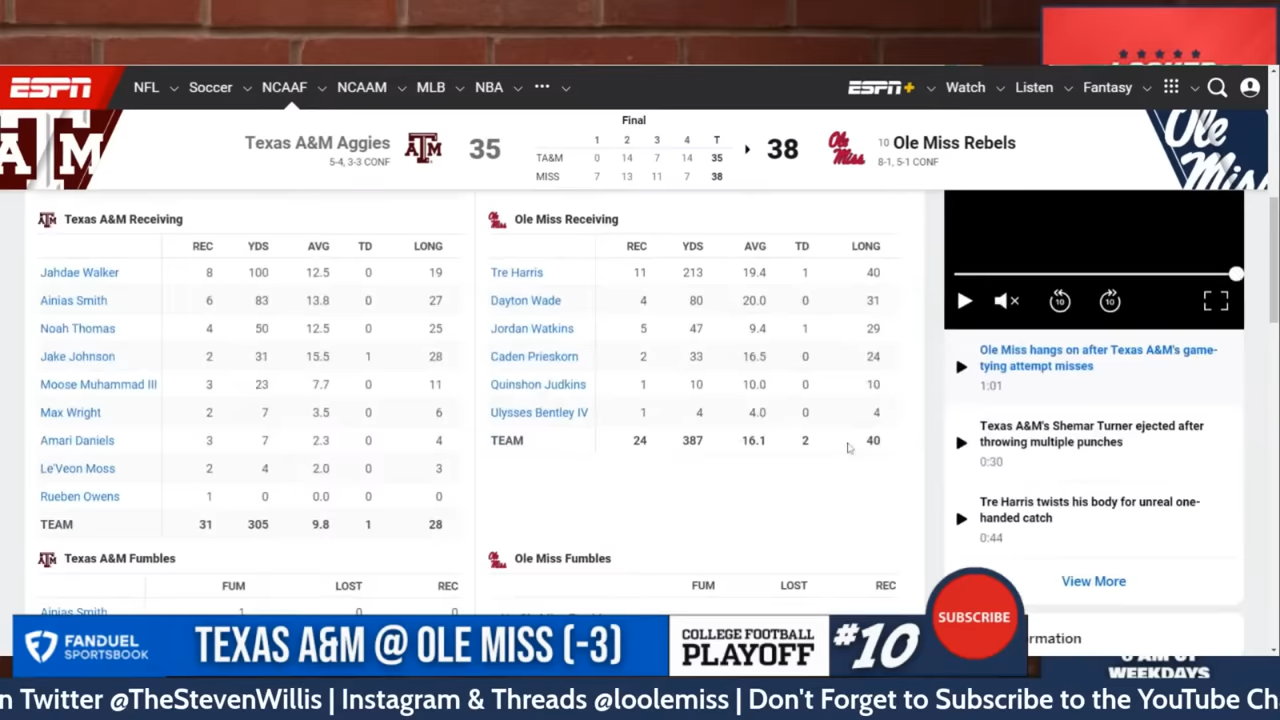 ESPN NFL Soccer NCAAF NCAAM MLB NBA ••• ESPN+ Watch Listen Fantasy
Final
Texas A&M Aggies
5-4, 3-3 CONF
35
1 2 3 4 T
TA&M 0 14 7 14 35
MISS 7 13 11 7 38
38
10 Ole Miss Rebels
8-1, 5-1 CONF
Texas A&M Receiving
REC YDS AVG TD LONG
Jahdae Walker 8 100 12.5 0 19
Ainias Smith 6 83 13.8 0 27
Noah Thomas 4 50 12.5 0 25
Jake Johnson 2 31 15.5 1 28
Moose Muhammad III 3 23 7.7 0 11
Max Wright 2 7 3.5 0 6
Amari Daniels 3 7 2.3 0 4
Le'Veon Moss 2 4 2.0 0 3
Rueben Owens 1 0 0.0 0 0
TEAM 31 305 9.8 1 28
Ole Miss Receiving
REC YDS AVG TD LONG
Tre Harris 11 213 19.4 1 40
Dayton Wade 4 80 20.0 0 31
Jordan Watkins 5 47 9.4 1 29
Caden Prieskorn 2 33 16.5 0 24
Quinshon Judkins 1 10 10.0 0 10
Ulysses Bentley IV 1 4 4.0 0 4
TEAM 24 387 16.1 2 40
10 10
Ole Miss hangs on after Texas A&M's game-
tying attempt misses
1:01
Texas A&M's Shemar Turner ejected after
throwing multiple punches
0:30
Tre Harris twists his body for unreal one-
handed catch
0:44
View More
Texas A&M Fumbles
FUM LOST REC
Ainias Smith 1 0 0
Ole Miss Fumbles
FUM LOST REC
rmation
FANDUEL
SPORTSBOOK
TEXAS A&M @ OLE MISS (-3)
COLLEGE FOOTBALL
PLAYOFF
#10
SUBSCRIBE
WEEKDAYS
n Twitter @TheStevenWillis | Instagram & Threads @loolemiss | Don't Forget to Subscribe to the YouTube Ch